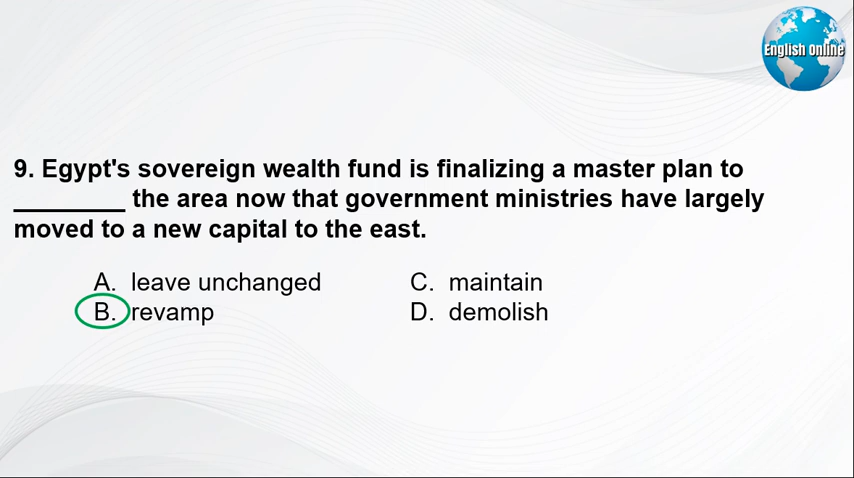 English Online
9. Egypt's sovereign wealth fund is finalizing a master plan to
________ the area now that government ministries have largely
moved to a new capital to the east.
A. leave unchanged
B. revamp
C. maintain
D. demolish